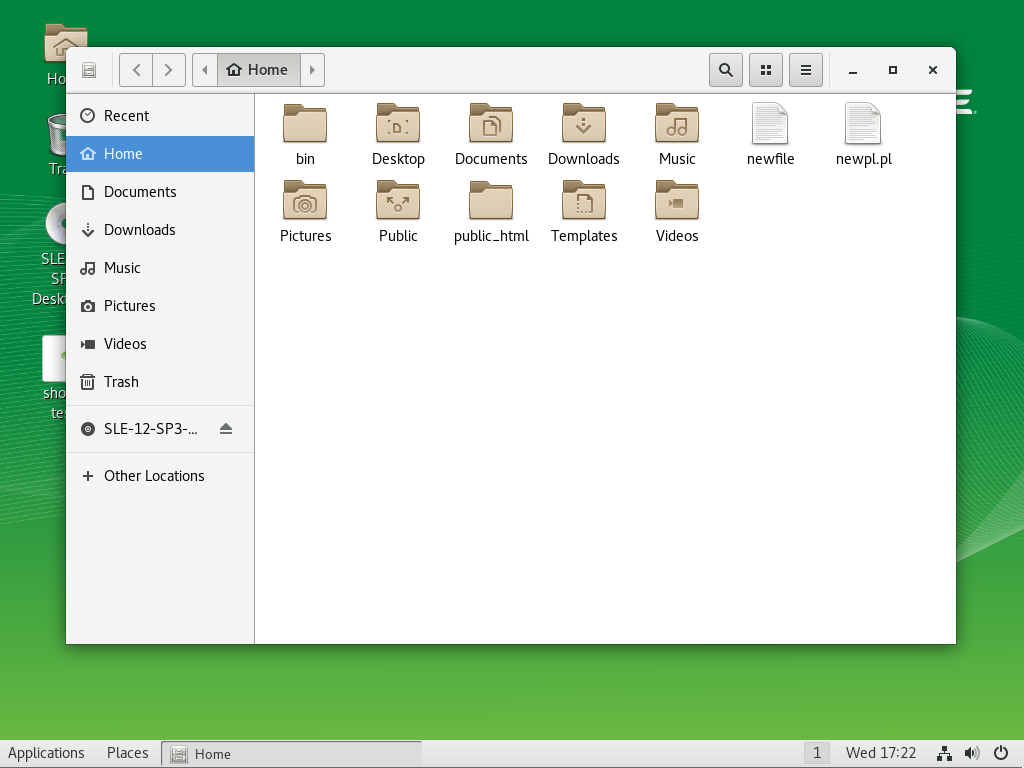 Home
Recent
Home
Documents
Downloads
Music
Pictures
Videos
Trash
SLE-12-SP3-...
Other Locations
bin
Desktop
Documents
Downloads
Music
newfile
newpl.pl
Pictures
Public
public_html
Templates
Videos
Ho
Tra
SLE
SP
Desk
sho
tes
E.
Applications
Places
Home
1
Wed 17:22